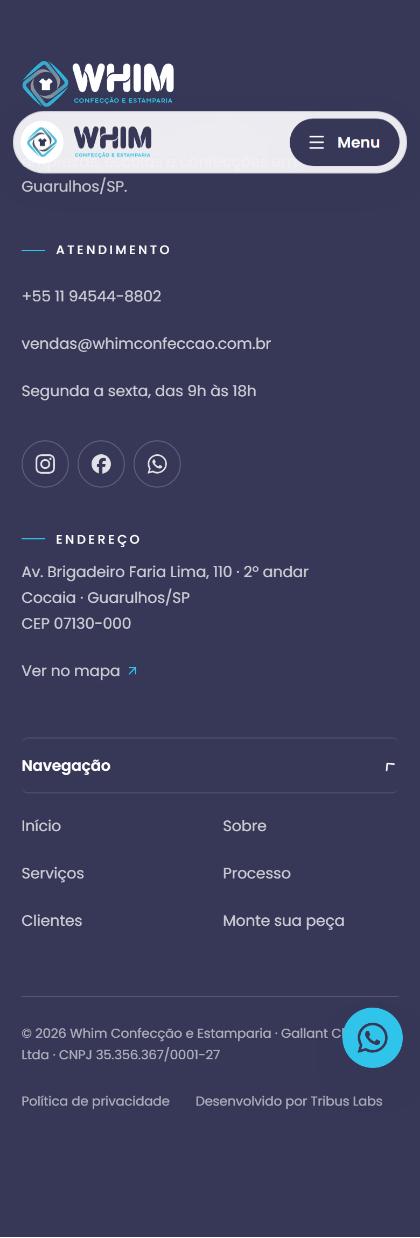 WHIM
CONFECÇÃO E ESTAMPARIA
WHIM
CONFECÇÃO E ESTAMPARIA
Menu
Guarulhos/SP.
ATENDIMENTO
+55 11 94544-8802
vendas@whimconfeccao.com.br
Segunda a sexta, das 9h às 18h
ENDEREÇO
Av. Brigadeiro Faria Lima, 110 · 2º andar
Cocaia · Guarulhos/SP
CEP 07130-000
Ver no mapa
Navegação
Início Sobre
Serviços Processo
Clientes Monte sua peça
© 2026 Whim Confecção e Estamparia · Gallant
Ltda · CNPJ 35.356.367/0001-27
Política de privacidade Desenvolvido por Tribus Labs